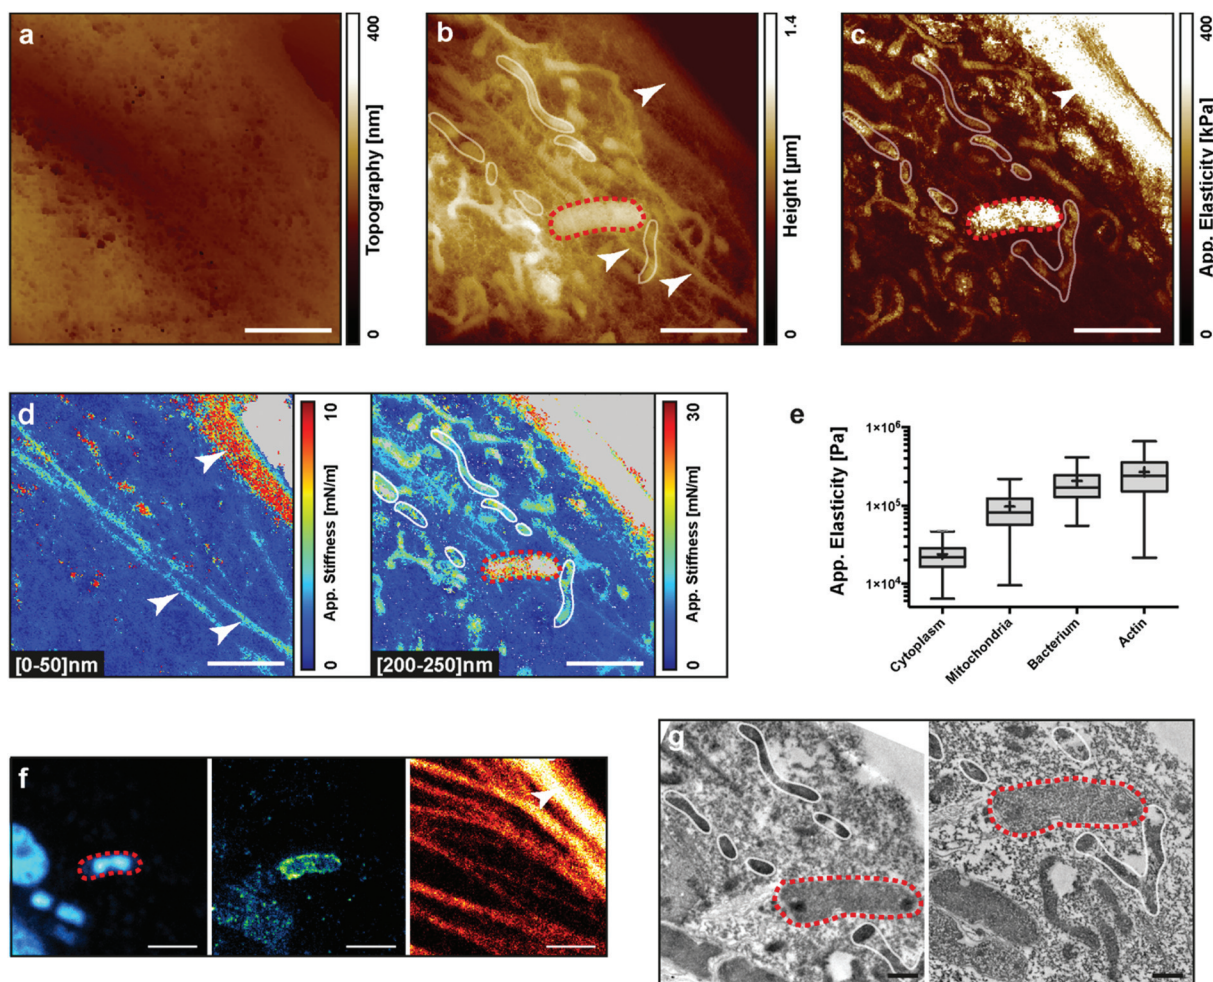 a
400
Topography [nm]
0
b
1.4
Height [µm]
0
c
400
App. Elasticity [kPa]
0
d
[0-50]nm
10
App. Stiffness [mN/m]
0
[200-250]nm
30
App. Stiffness [mN/m]
0
e
App. Elasticity [Pa]
1×10⁶
1×10⁵
1×10⁴
Cytoplasm
Mitochondria
Bacterium
Actin
f
g